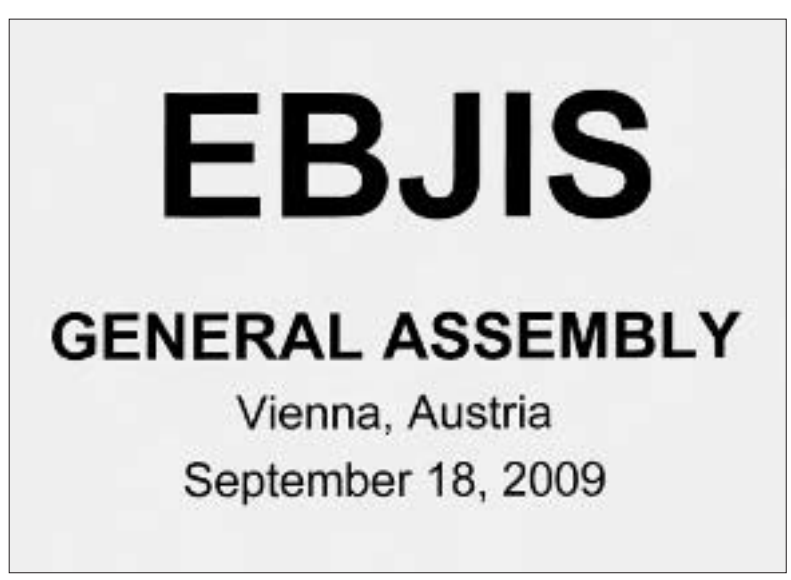 EBJIS
GENERAL ASSEMBLY
Vienna, Austria
September 18, 2009